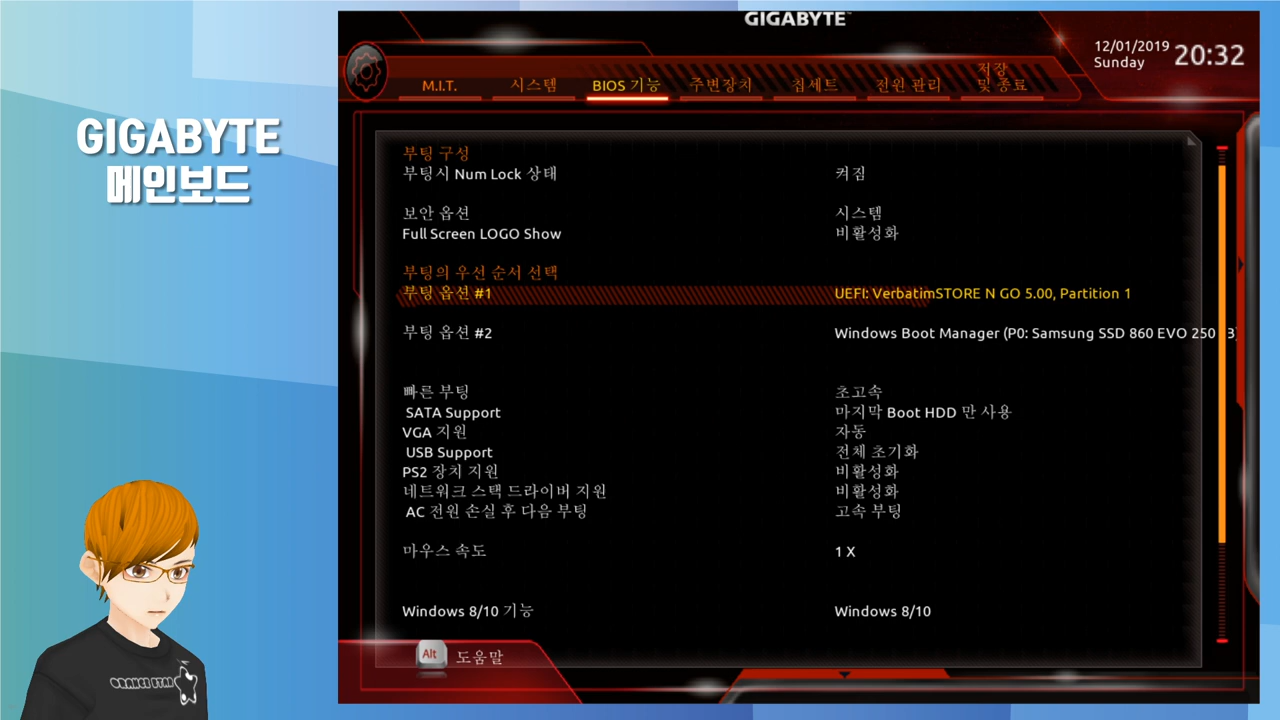 GIGABYTE
메인보드
GIGABYTE
12/01/2019
Sunday
20:32
M.I.T.
시스템
BIOS 기능
주변장치
칩세트
전원 관리
저장
및 종료
부팅 구성
부팅시 Num Lock 상태 켜짐
보안 옵션 시스템
Full Screen LOGO Show 비활성화
부팅의 우선 순서 선택
부팅 옵션 #1 UEFI: VerbatimSTORE N GO 5.00, Partition 1
부팅 옵션 #2 Windows Boot Manager (P0: Samsung SSD 860 EVO 250
빠른 부팅 초고속
SATA Support 마지막 Boot HDD 만 사용
VGA 지원 자동
USB Support 전체 초기화
PS2 장치 지원 비활성화
네트워크 스택 드라이버 지원 비활성화
AC 전원 손실 후 다음 부팅 고속 부팅
마우스 속도 1 X
Windows 8/10 기능 Windows 8/10
Alt 도움말
ORANGE STAR